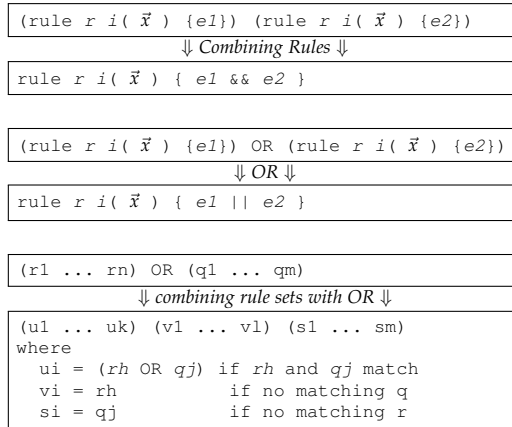 (rule r i( x⃗ ) {e1}) (rule r i( x⃗ ) {e2})
⇓ Combining Rules ⇓
rule r i( x⃗ ) { e1 && e2 }
(rule r i( x⃗ ) {e1}) OR (rule r i( x⃗ ) {e2})
⇓ OR ⇓
rule r i( x⃗ ) { e1 || e2 }
(r1 ... rn) OR (q1 ... qm)
⇓ combining rule sets with OR ⇓
(u1 ... uk) (v1 ... vl) (s1 ... sm)
where
ui = (rh OR qj) if rh and qj match
vi = rh if no matching q
si = qj if no matching r